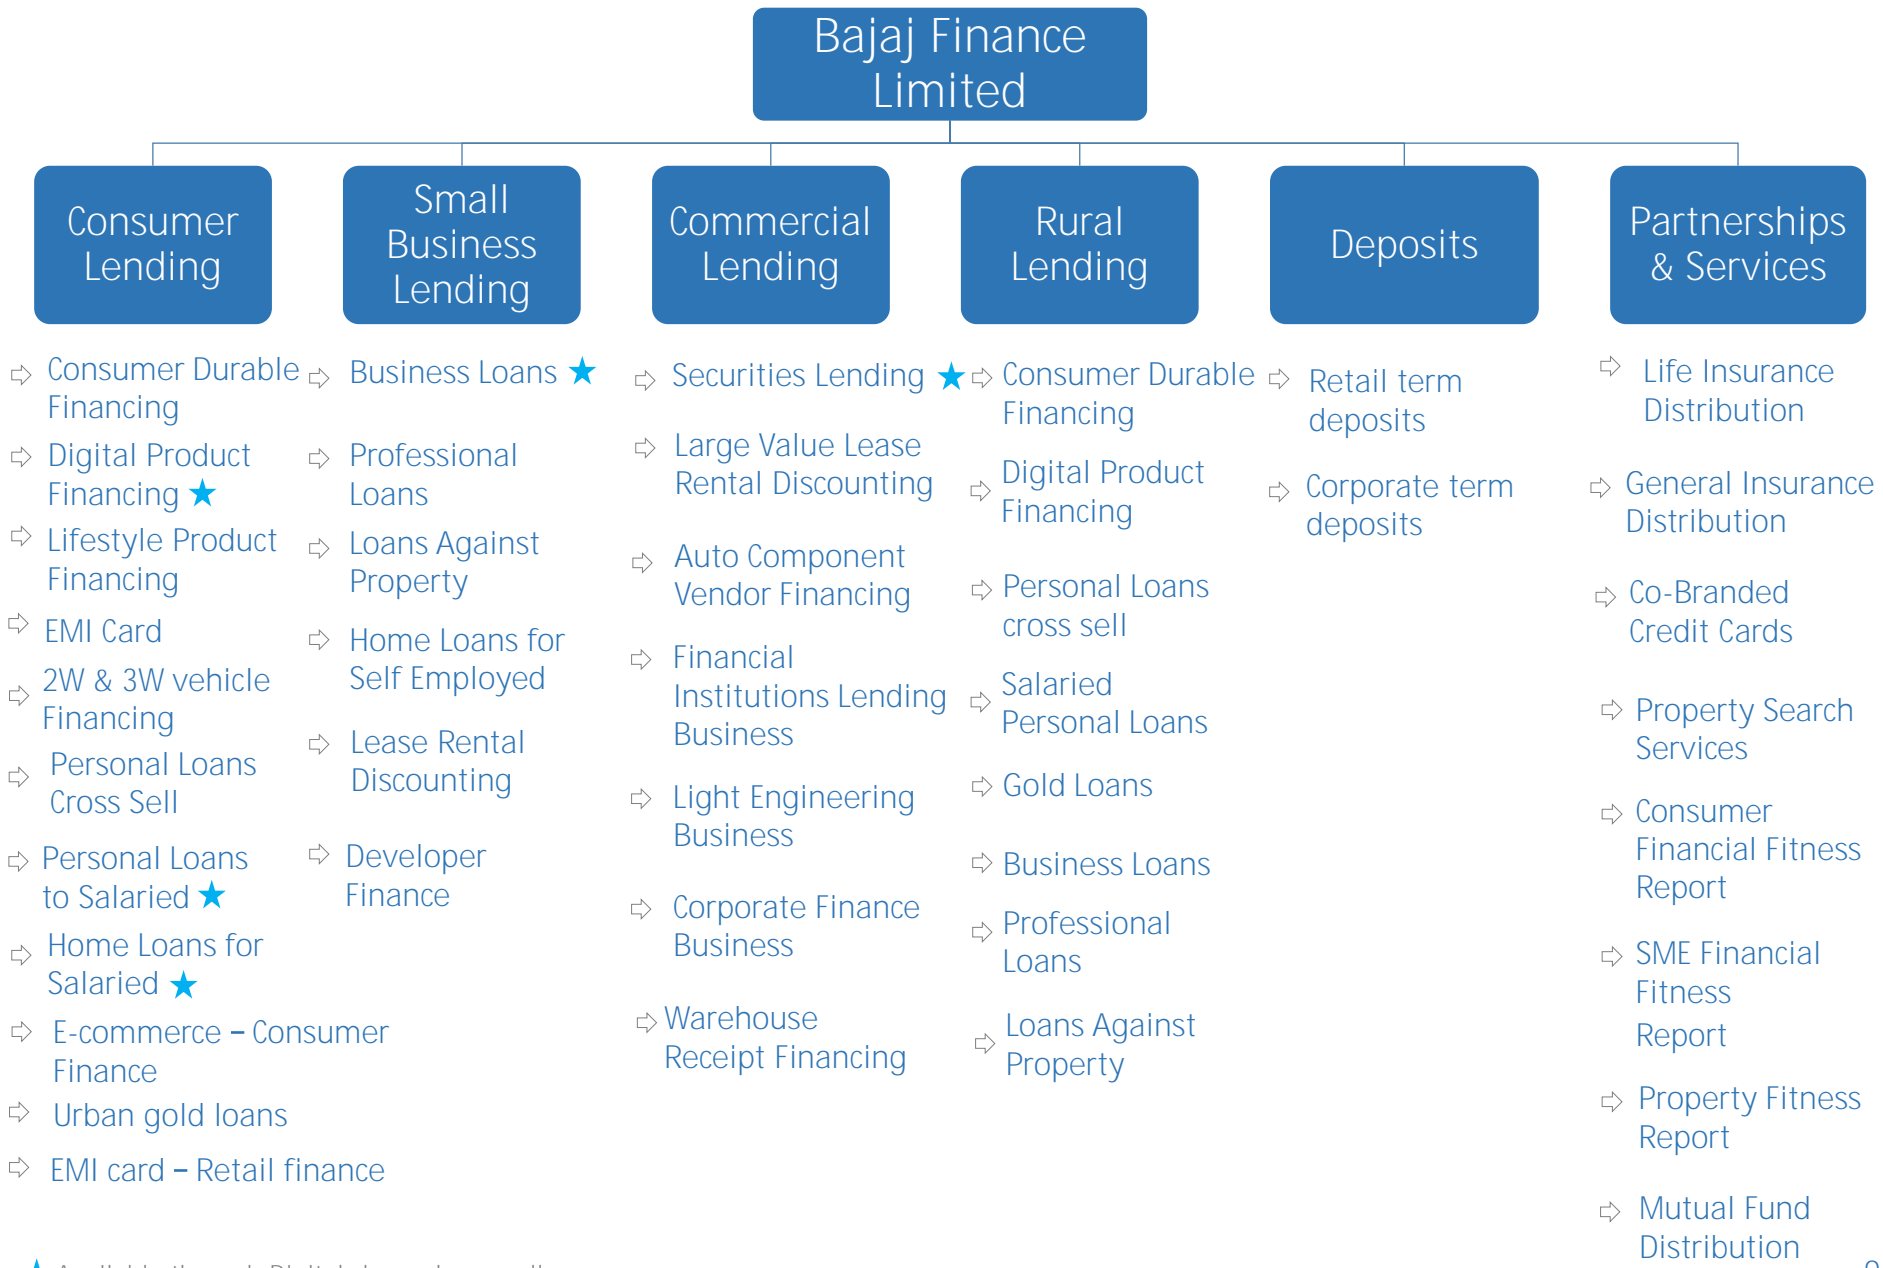 Bajaj Finance
Limited
Consumer
Lending
Small
Business
Lending
Commercial
Lending
Rural
Lending
Deposits
Partnerships
& Services
Consumer Durable
Financing
Digital Product
Financing
Lifestyle Product
Financing
EMI Card
2W & 3W vehicle
Financing
Personal Loans
Cross Sell
Personal Loans
to Salaried
Home Loans for
Salaried
E-commerce – Consumer
Finance
Urban gold loans
EMI card – Retail finance
Business Loans
Professional
Loans
Loans Against
Property
Home Loans for
Self Employed
Lease Rental
Discounting
Developer
Finance
Securities Lending
Large Value Lease
Rental Discounting
Auto Component
Vendor Financing
Financial
Institutions Lending
Business
Light Engineering
Business
Corporate Finance
Business
Warehouse
Receipt Financing
Consumer Durable
Financing
Digital Product
Financing
Personal Loans
cross sell
Salaried
Personal Loans
Gold Loans
Business Loans
Professional
Loans
Loans Against
Property
Retail term
deposits
Corporate term
deposits
Life Insurance
Distribution
General Insurance
Distribution
Co-Branded
Credit Cards
Property Search
Services
Consumer
Financial Fitness
Report
SME Financial
Fitness
Report
Property Fitness
Report
Mutual Fund
Distribution